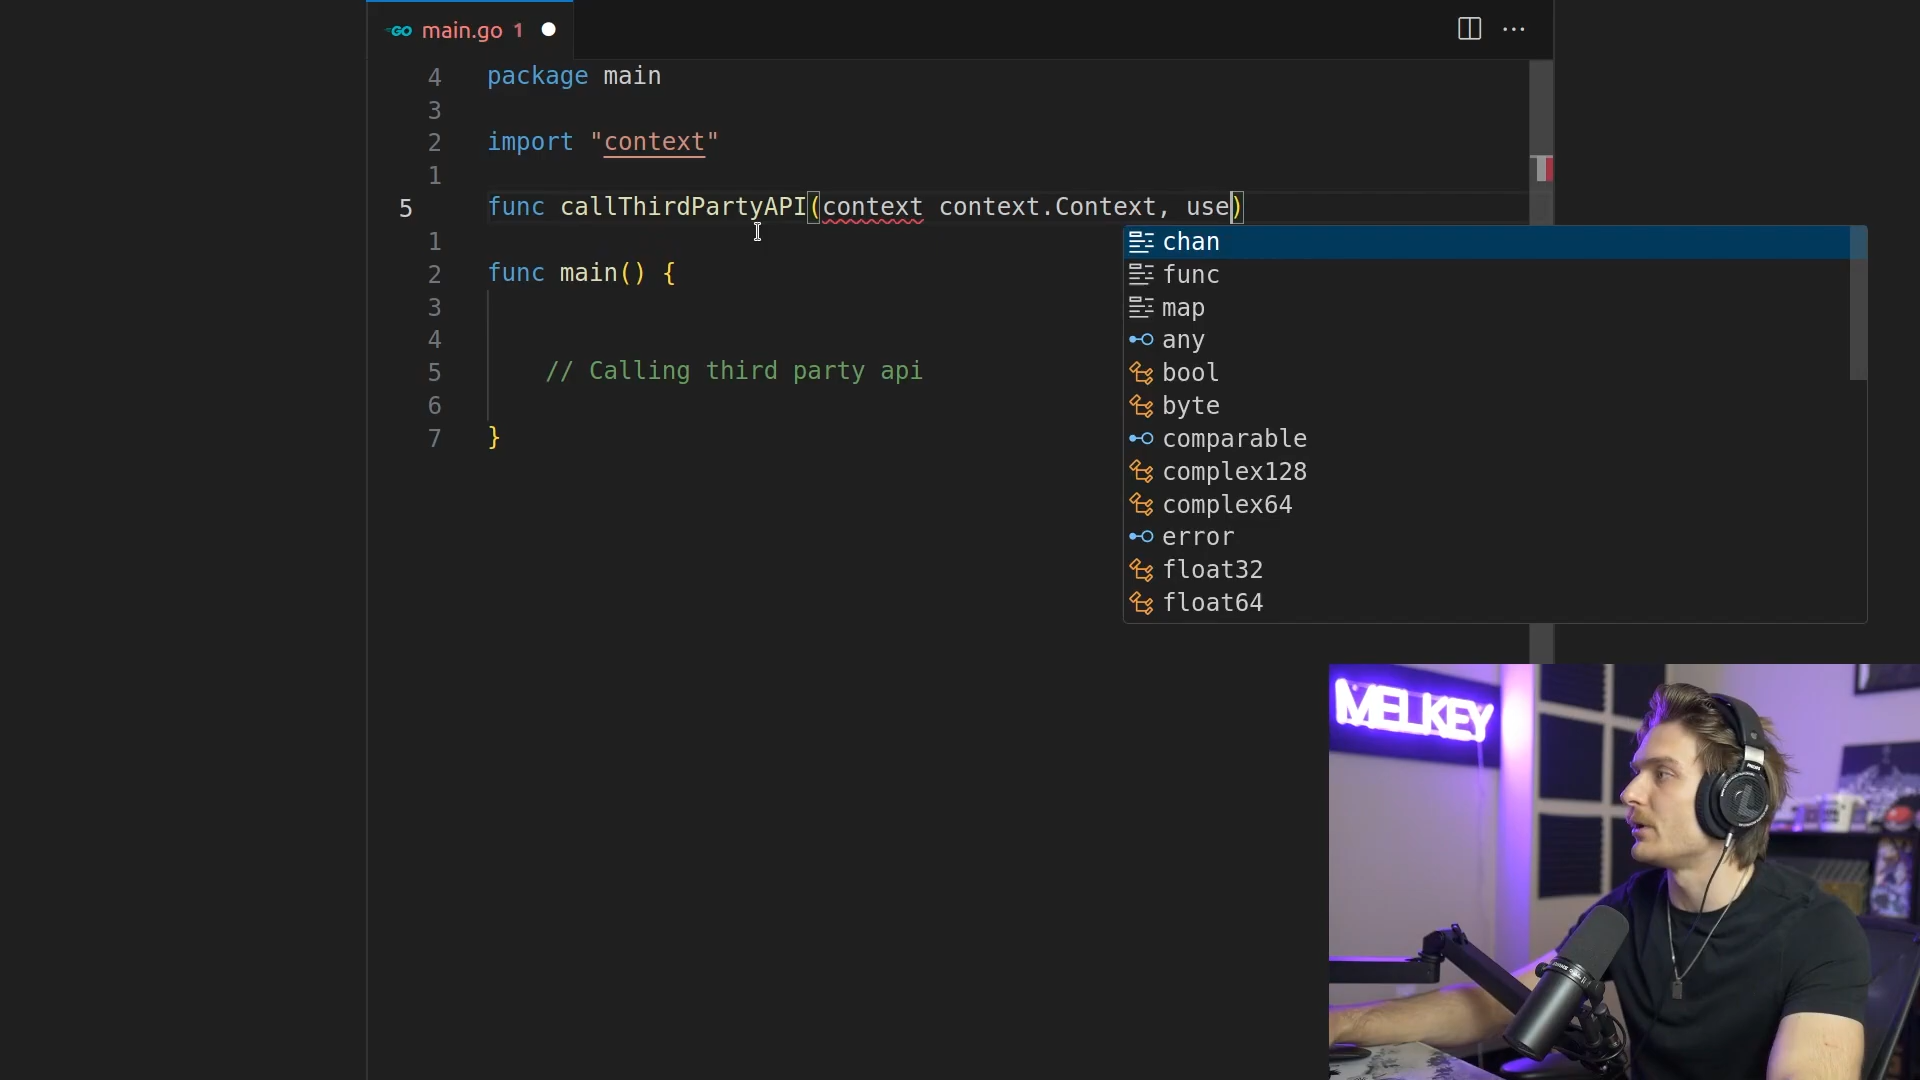 GO main.go 1
4 package main
3
2 import "context"
1
5 func callThirdPartyAPI(context context.Context, use)
1
2 func main() {
3
4
5 // Calling third party api
6
7 }
chan
func
map
any
bool
byte
comparable
complex128
complex64
error
float32
float64
MELKEY
PHILIPS